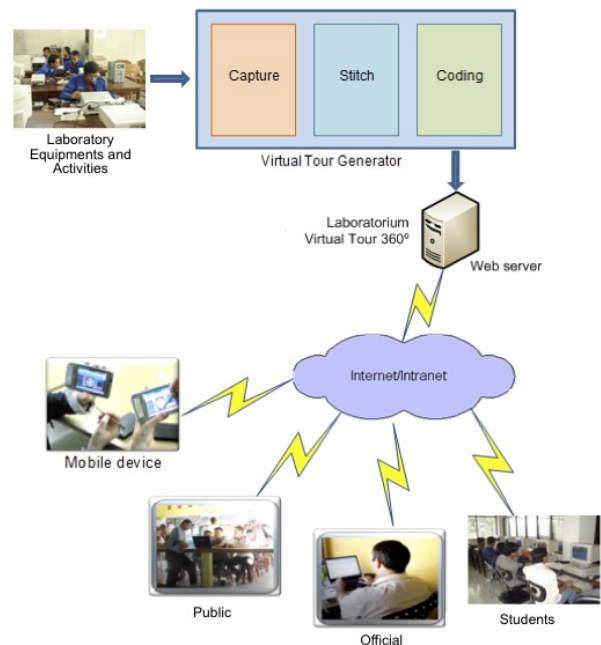 Capture
Stitch
Coding
Laboratory
Equipments and
Activities
Virtual Tour Generator
Laboratorium
Virtual Tour 360º
Web server
Internet/Intranet
Mobile device
Public
Official
Students